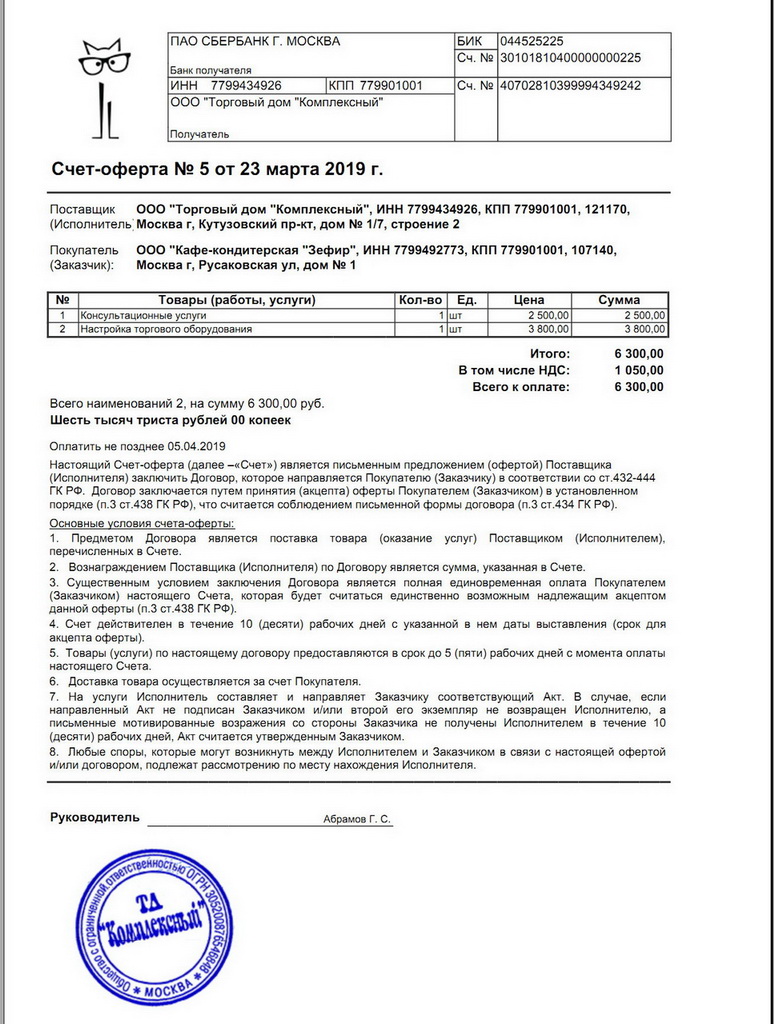 ПАО СБЕРБАНК Г. МОСКВА
БИК 044525225
Сч. № 30101810400000000225
Банк получателя
ИНН 7799434926 КПП 779901001 Сч. № 40702810399994349242
ООО "Торговый дом "Комплексный"
Получатель
Счет-оферта № 5 от 23 марта 2019 г.
Поставщик ООО "Торговый дом "Комплексный", ИНН 7799434926, КПП 779901001, 121170,
(Исполнитель Москва г, Кутузовский пр-кт, дом № 1/7, строение 2
Покупатель ООО "Кафе-кондитерская "Зефир", ИНН 7799492773, КПП 779901001, 107140,
(Заказчик): Москва г, Русаковская ул, дом № 1
№ Товары (работы, услуги) Кол-во Ед. Цена Сумма
1 Консультационные услуги 1 шт 2 500,00 2 500,00
2 Настройка торгового оборудования 1 шт 3 800,00 3 800,00
Итого: 6 300,00
В том числе НДС: 1 050,00
Всего к оплате: 6 300,00
Всего наименований 2, на сумму 6 300,00 руб.
Шесть тысяч триста рублей 00 копеек
Оплатить не позднее 05.04.2019
Настоящий Счет-оферта (далее –«Счет») является письменным предложением (офертой) Поставщика
(Исполнителя) заключить Договор, которое направляется Покупателю (Заказчику) в соответствии со ст.432-444
ГК РФ. Договор заключается путем принятия (акцепта) оферты Покупателем (Заказчиком) в установленном
порядке (п.3 ст.438 ГК РФ), что считается соблюдением письменной формы договора (п.3 ст.434 ГК РФ).
Основные условия счета-оферты:
1. Предметом Договора является поставка товара (оказание услуг) Поставщиком (Исполнителем),
перечисленных в Счете.
2. Вознаграждением Поставщика (Исполнителя) по Договору является сумма, указанная в Счете.
3. Существенным условием заключения Договора является полная единовременная оплата Покупателем
(Заказчиком) настоящего Счета, которая будет считаться единственно возможным надлежащим акцептом
данной оферты (п.3 ст.438 ГК РФ).
4. Счет действителен в течение 10 (десяти) рабочих дней с указанной в нем даты выставления (срок для
акцепта оферты).
5. Товары (услуги) по настоящему договору предоставляются в срок до 5 (пяти) рабочих дней с момента оплаты
настоящего Счета.
6. Доставка товара осуществляется за счет Покупателя.
7. На услуги Исполнитель составляет и направляет Заказчику соответствующий Акт. В случае, если
направленный Акт не подписан Заказчиком и/или второй его экземпляр не возвращен Исполнителю, а
письменные мотивированные возражения со стороны Заказчика не получены Исполнителем в течение 10
(десяти) рабочих дней, Акт считается утвержденным Заказчиком.
8. Любые споры, которые могут возникнуть между Исполнителем и Заказчиком в связи с настоящей офертой
и/или договором, подлежат рассмотрению по месту нахождения Исполнителя.
Руководитель Абрамов Г. С.
Общество с ограниченной ответственностью ОГРН 305200876546848
ТД
"Комплексный"
* МОСКВА *